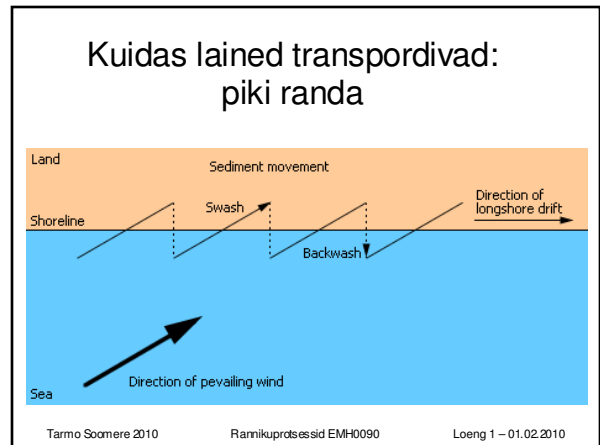 Kuidas lained transpordivad:
piki randa
Land
Sediment movement
Swash
Direction of
longshore drift
Shoreline
Backwash
Direction of pevailing wind
Sea
Tarmo Soomere 2010
Rannikuprotsessid EMH0090
Loeng 1 – 01.02.2010